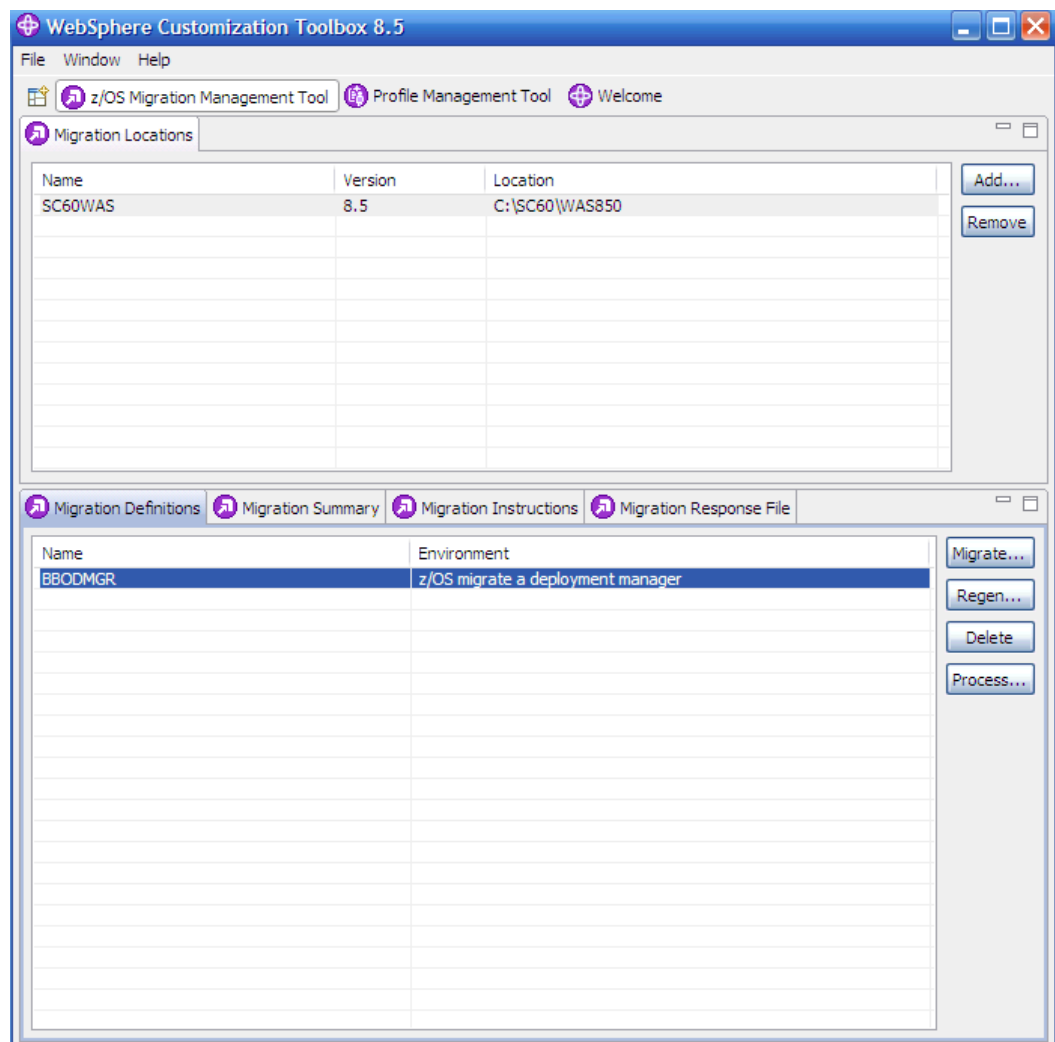 WebSphere Customization Toolbox 8.5
File Window Help
z/OS Migration Management Tool Profile Management Tool Welcome
Migration Locations
Name Version Location Add...
SC60WAS 8.5 C:\SC60\WAS850
Remove
Migration Definitions Migration Summary Migration Instructions Migration Response File
Name Environment Migrate...
BBODMGR z/OS migrate a deployment manager
Regen...
Delete
Process...